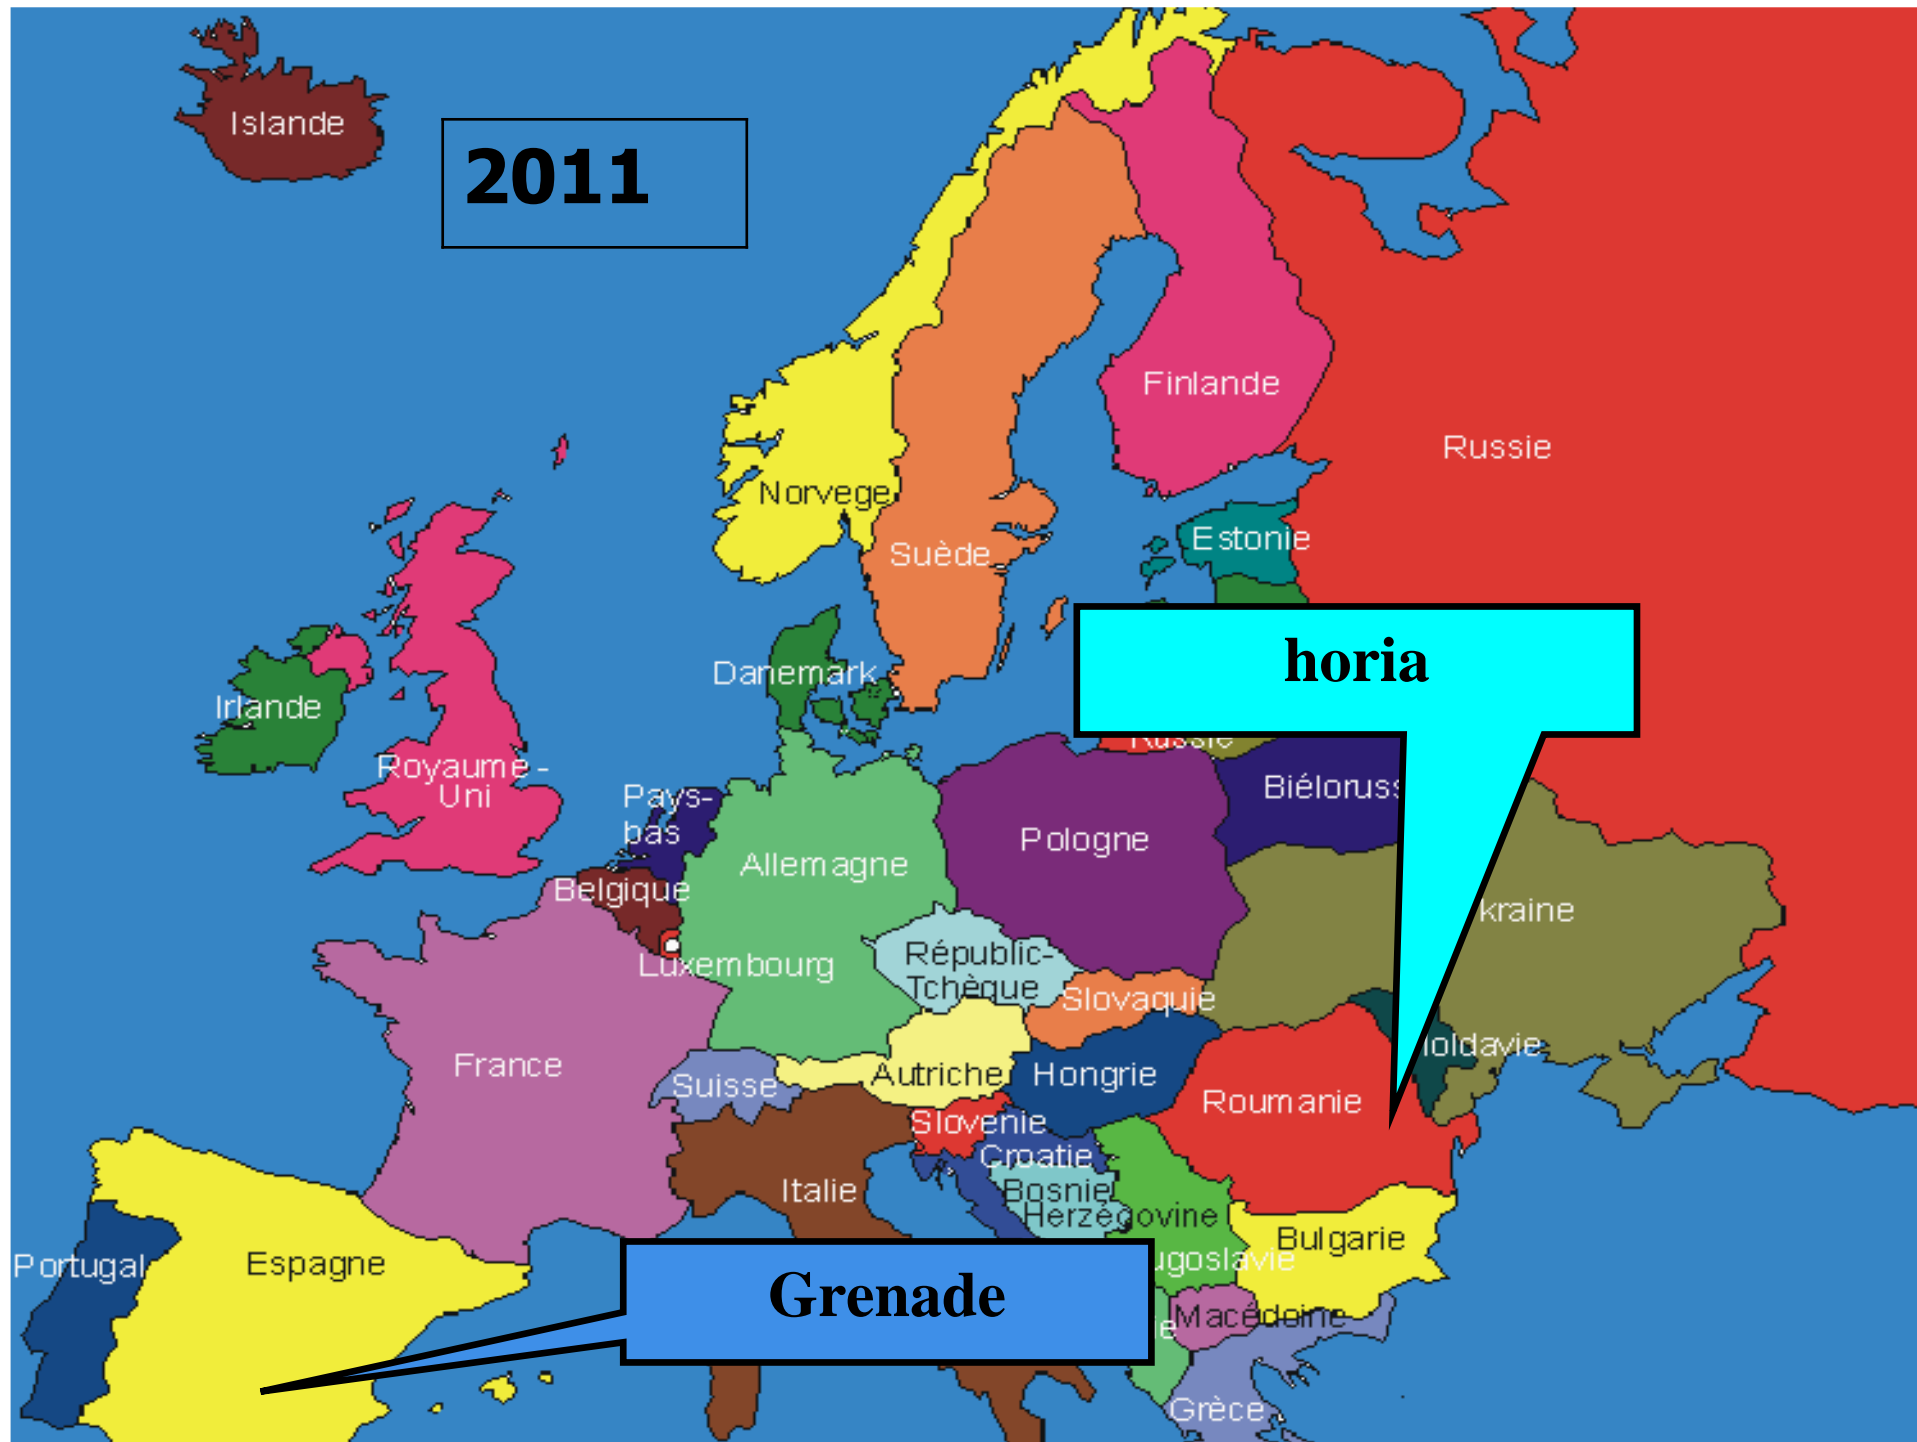 Islande
2011
Finlande
Russie
Norvege
Estonie
Suède
horia
Danemark
Irlande
Russie
Royaume-
Uni
Pays-
bas
Biéloruss
Pologne
Allemagne
Belgique
kraine
Républic-
Tchèque
Luxembourg
Slovaquie
oldavie
France
Suisse
Autriche
Hongrie
Roumanie
Slovenie
Croatie
Italie
Bosnie
Herzégovine
Bulgarie
Portugal
Espagne
ugoslavie
Grenade
Macédoine
ie
Grèce